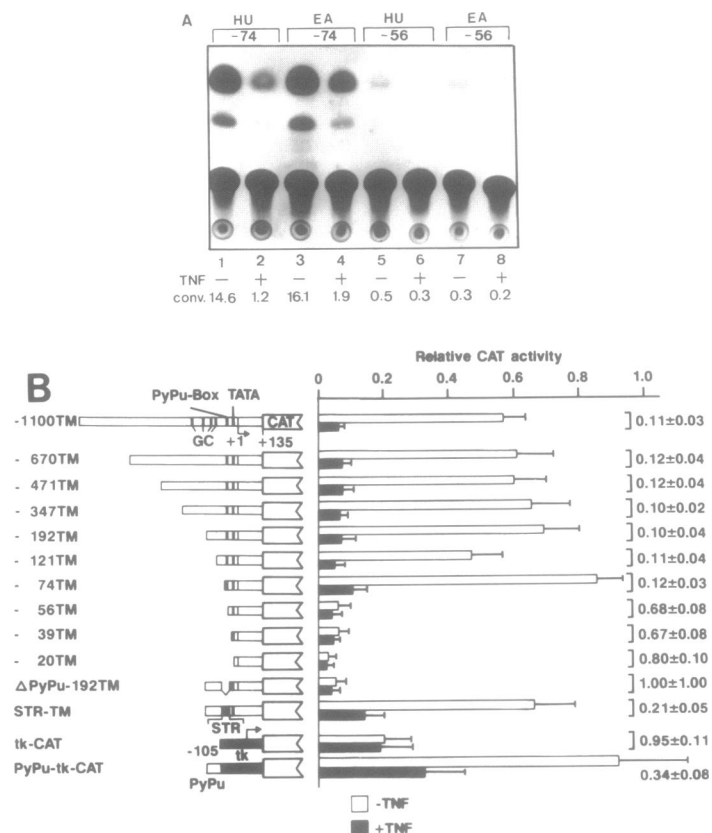 A HU EA HU EA
-74 -74 -56 -56
1 2 3 4 5 6 7 8
TNF − + − + − + − +
conv. 14.6 1.2 16.1 1.9 0.5 0.3 0.3 0.2
B
Relative CAT activity
0 0.2 0.4 0.6 0.8 1.0
PyPu-Box TATA
-1100TM CAT 0.11±0.03
GC +1 +135
- 670TM 0.12±0.04
- 471TM 0.12±0.04
- 347TM 0.10±0.02
- 192TM 0.10±0.04
- 121TM 0.11±0.04
- 74TM 0.12±0.03
- 56TM 0.68±0.08
- 39TM 0.67±0.08
- 20TM 0.80±0.10
ΔPyPu-192TM 1.00±1.00
STR-TM 0.21±0.05
STR
tk-CAT 0.95±0.11
-105 tk
PyPu-tk-CAT 0.34±0.08
PyPu
-TNF
+TNF